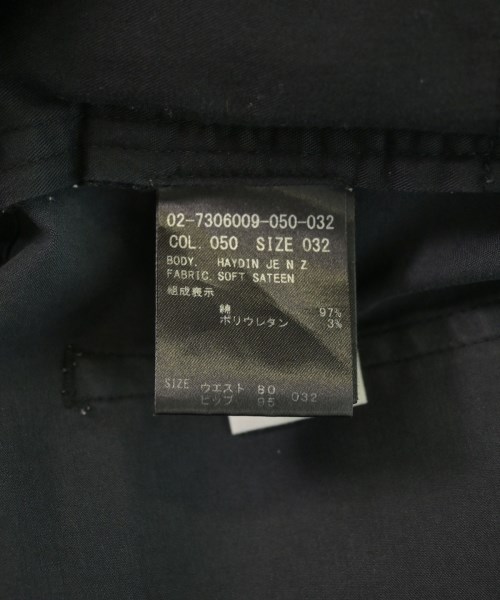 02-7306009-050-032
COL. 050 SIZE 032
BODY. HAYDIN JE N Z
FABRIC. SOFT SATEEN
組成表示
綿 97%
ポリウレタン 3%
SIZE ウエスト 80 032
ヒップ 95